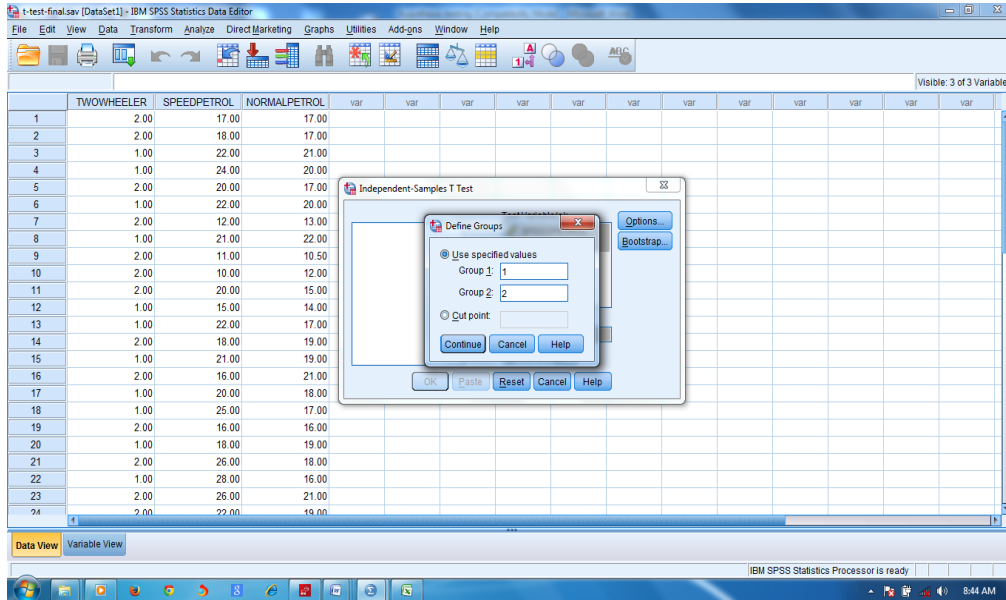 t-test-final.sav [DataSet1] - IBM SPSS Statistics Data Editor
File Edit View Data Transform Analyze Direct Marketing Graphs Utilities Add-ons Window Help
Visible: 3 of 3 Variable
TWOWHEELER SPEEDPETROL NORMALPETROL var var var var var var var var var var var var
1 2.00 17.00 17.00
2 2.00 18.00 17.00
3 1.00 22.00 21.00
4 1.00 24.00 20.00
5 2.00 20.00 17.00
6 1.00 22.00 20.00
7 2.00 12.00 13.00
8 1.00 21.00 22.00
9 2.00 11.00 10.50
10 2.00 10.00 12.00
11 2.00 20.00 15.00
12 1.00 15.00 14.00
13 1.00 22.00 17.00
14 2.00 18.00 19.00
15 1.00 21.00 19.00
16 2.00 16.00 21.00
17 1.00 20.00 18.00
18 1.00 25.00 17.00
19 2.00 16.00 16.00
20 1.00 18.00 19.00
21 2.00 26.00 18.00
22 1.00 28.00 16.00
23 2.00 26.00 21.00
24 2.00 22.00 19.00
Independent-Samples T Test
Options...
Bootstrap...
Define Groups
Use specified values
Group 1: 1
Group 2: 2
Cut point:
Continue Cancel Help
OK Paste Reset Cancel Help
Data View Variable View
IBM SPSS Statistics Processor is ready
8:44 AM